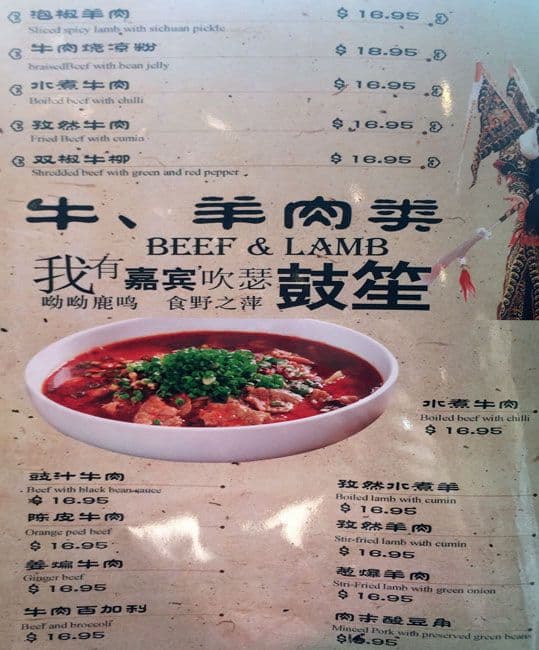 泡椒羊肉 $ 16.95
Sliced spicy lamb with sichuan pickle
牛肉烧凉粉 $ 18.95
braisedBeef with bean jelly
水煮牛肉 $ 16.95
Boiled beef with chilli
孜然牛肉 $ 16.95
Fried Beef with cumin
双椒牛柳 $ 16.95
Shredded beef with green and red pepper
牛、羊肉类
BEEF & LAMB
我有嘉宾,吹瑟鼓笙
呦呦鹿鸣 食野之萍
水煮牛肉
Boiled beef with chilli
$ 16.95
豉汁牛肉
Beef with black bean sauce
$ 16.95
陈皮牛肉
Orange peel beef
$ 16.95
姜煸牛肉
Ginger beef
$ 16.95
牛肉百加利
Beef and broccoli
$ 16.95
孜然水煮羊
Boiled lamb with cumin
$ 16.95
孜然羊肉
Stir-fried lamb with cumin
$ 16.95
葱爆羊肉
Stri-Fried lamb with green onion
$ 16.95
肉末酸豆角
Minced Pork with preserved green beans
$16.95